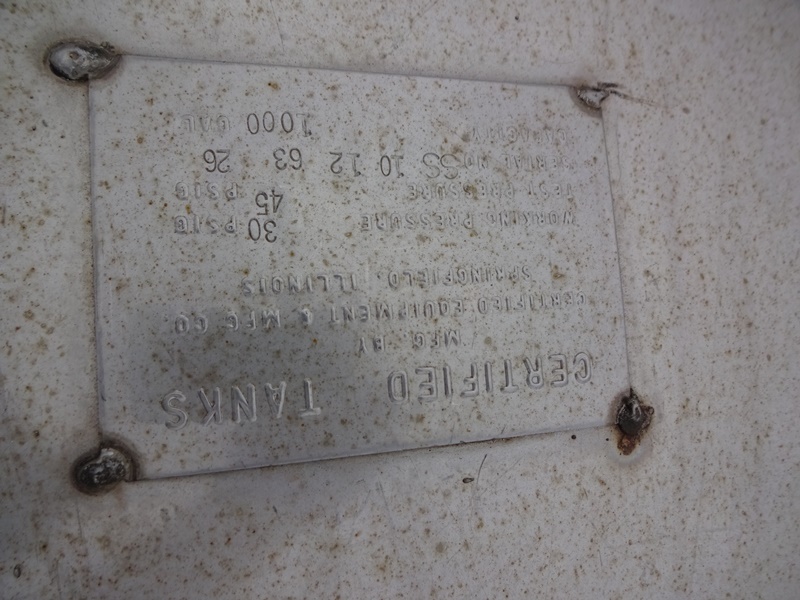 CERTIFIED TANKS
MFG BY
CERTIFIED EQUIPMENT & MFG CO
SPRINGFIELD, ILLINOIS
WORKING PRESSURE 30 PSIG
TEST PRESSURE 45 PSIG
SERIAL NO SS 10 12 63 26
CAPACITY 1000 GAL